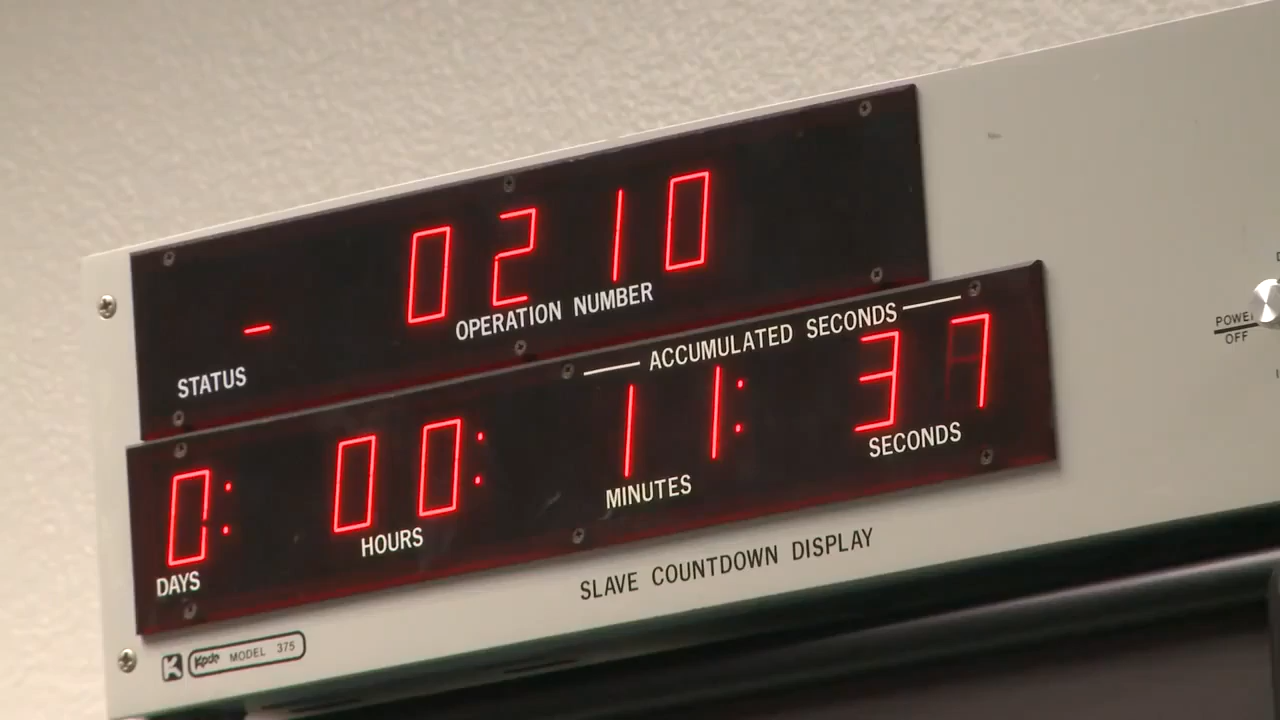 0210
OPERATION NUMBER
-
STATUS
ACCUMULATED SECONDS
0: 00: 11: 37
DAYS HOURS MINUTES SECONDS
SLAVE COUNTDOWN DISPLAY
K Kode MODEL 375
POWER
OFF